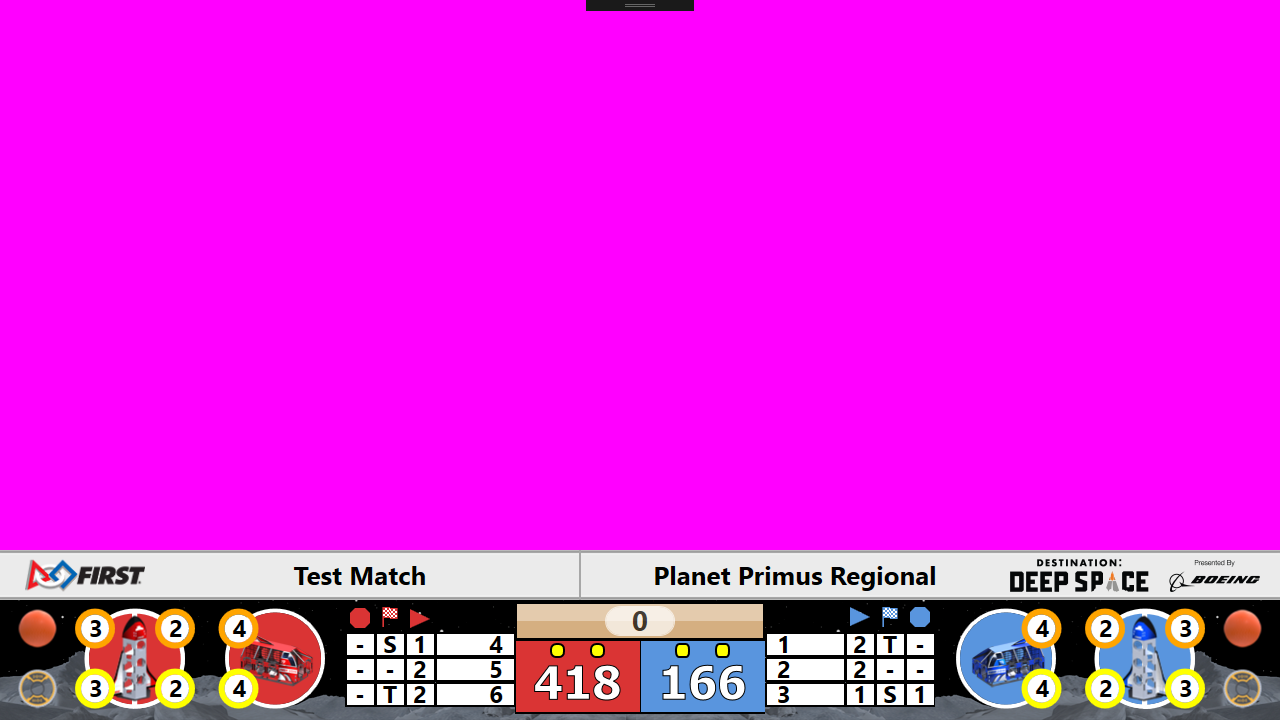 FIRST
Test Match
Planet Primus Regional
DESTINATION:
DEEP SPACE
Presented By
BOEING
3 2 4
3 2 4
- S 1 4
- - 2 5
- T 2 6
0
418 166
1 2 T -
2 2 - -
3 1 S 1
4 2 3
4 2 3